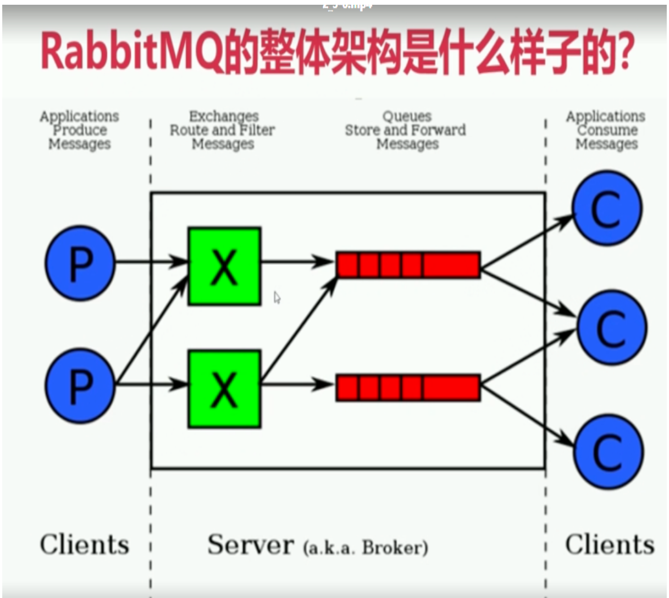 RabbitMQ的整体架构是什么样子的?
Applications
Produce
Messages
Exchanges
Route and Filter
Messages
Queues
Store and Forward
Messages
Applications
Consume
Messages
P
X
C
P
X
C
C
Clients
Server (a.k.a. Broker)
Clients